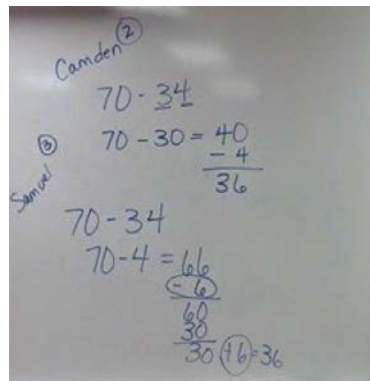 Camden ②
70 - 34
70 - 30 = 40
- 4
36
Samuel ③
70 - 34
70 - 4 = 66
- 6
60
30
30 + 6 = 36